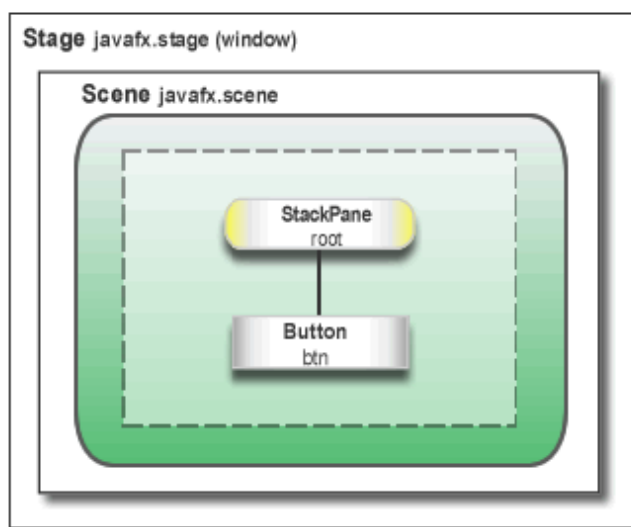 Stage javafx.stage (window)
Scene javafx.scene
StackPane
root
Button
btn